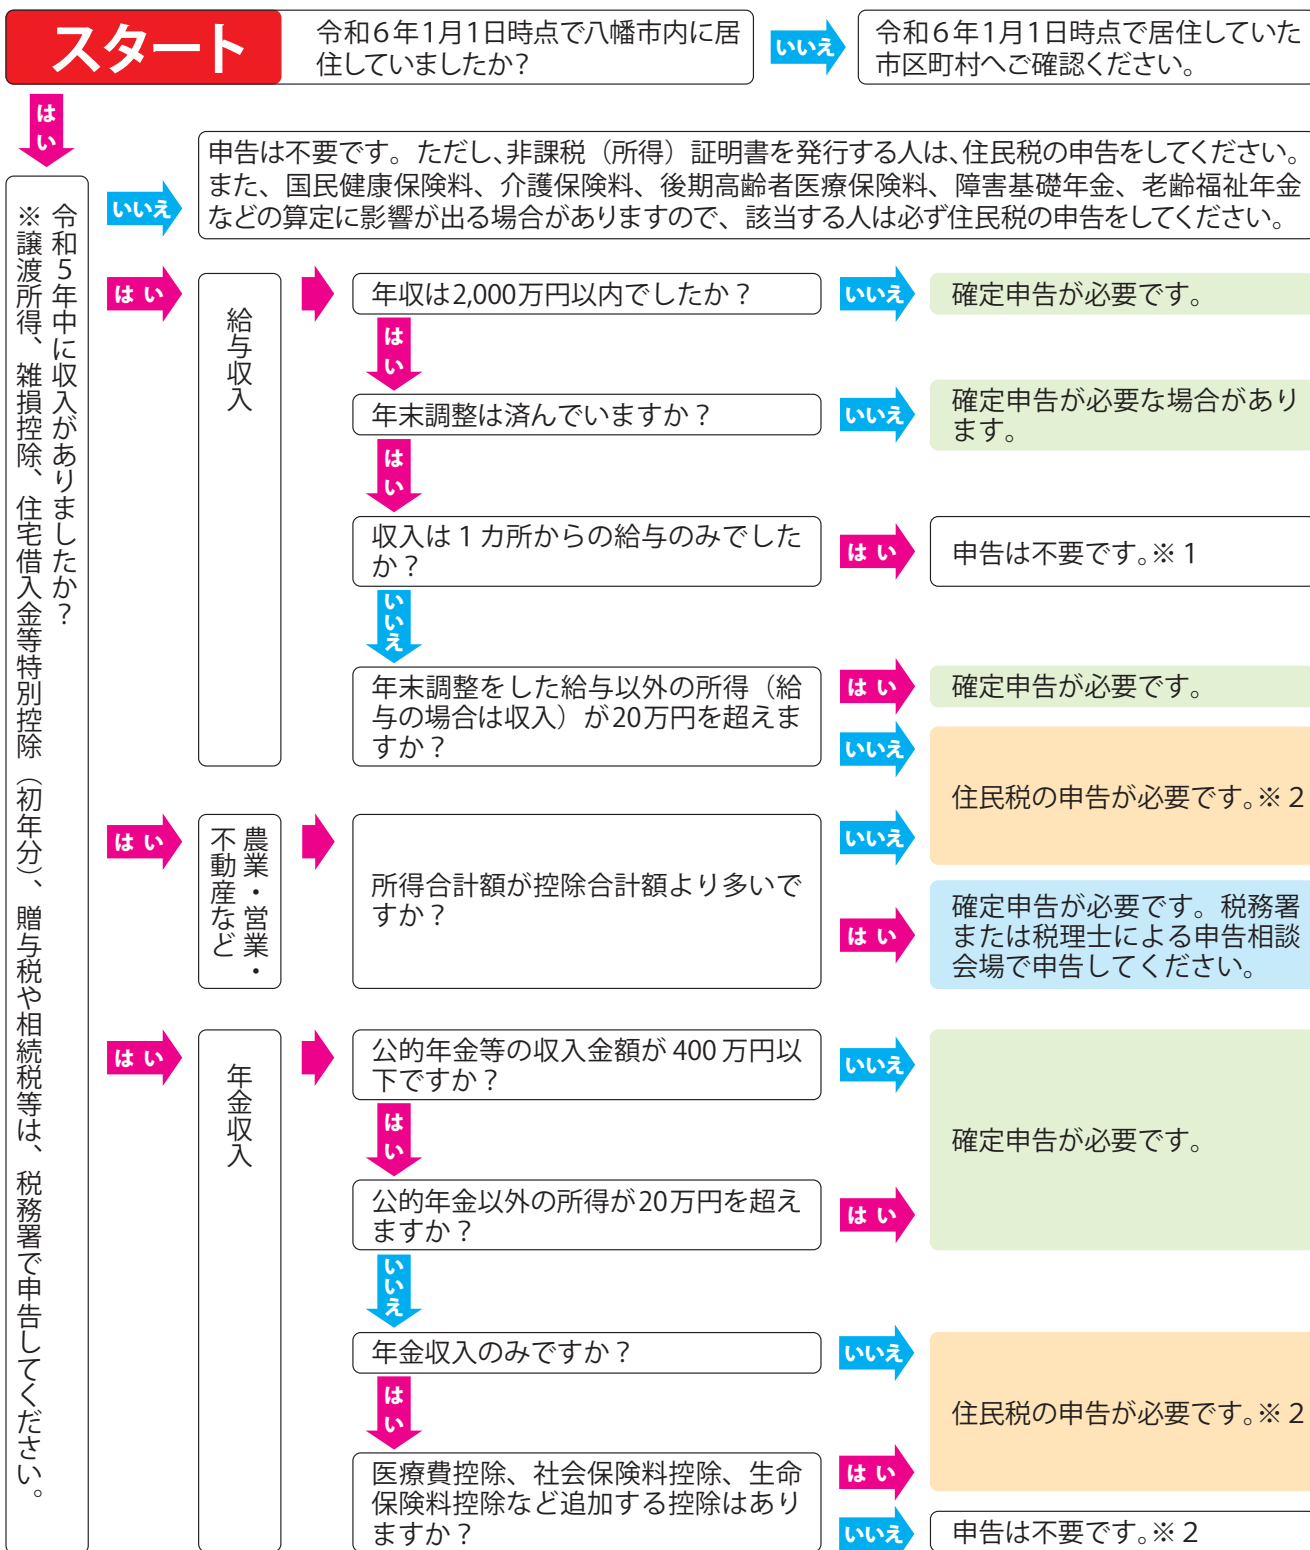 スタート
令和６年1月1日時点で八幡市内に居
住していましたか？
いいえ
令和６年1月1日時点で居住していた
市区町村へご確認ください。
はい
令和５年中に収入がありましたか？
※譲渡所得、雑損控除、住宅借入金等特別控除（初年分）、贈与税や相続税等は、税務署で申告してください。
いいえ
申告は不要です。ただし、非課税（所得）証明書を発行する人は、住民税の申告をしてください。
また、国民健康保険料、介護保険料、後期高齢者医療保険料、障害基礎年金、老齢福祉年金
などの算定に影響が出る場合がありますので、該当する人は必ず住民税の申告をしてください。
はい
給与収入
年収は2,000万円以内でしたか？
いいえ
確定申告が必要です。
はい
年末調整は済んでいますか？
いいえ
確定申告が必要な場合があり
ます。
はい
収入は１カ所からの給与のみでした
か？
はい
申告は不要です。※１
いいえ
年末調整をした給与以外の所得（給
与の場合は収入）が20万円を超えま
すか？
はい
確定申告が必要です。
いいえ
住民税の申告が必要です。※２
はい
農業・営業・
不動産など
所得合計額が控除合計額より多いで
すか？
いいえ
はい
確定申告が必要です。税務署
または税理士による申告相談
会場で申告してください。
はい
年金収入
公的年金等の収入金額が 400 万円以
下ですか？
いいえ
確定申告が必要です。
はい
公的年金以外の所得が20万円を超え
ますか？
はい
いいえ
年金収入のみですか？
いいえ
住民税の申告が必要です。※２
はい
医療費控除、社会保険料控除、生命
保険料控除など追加する控除はあり
ますか？
はい
いいえ
申告は不要です。※２